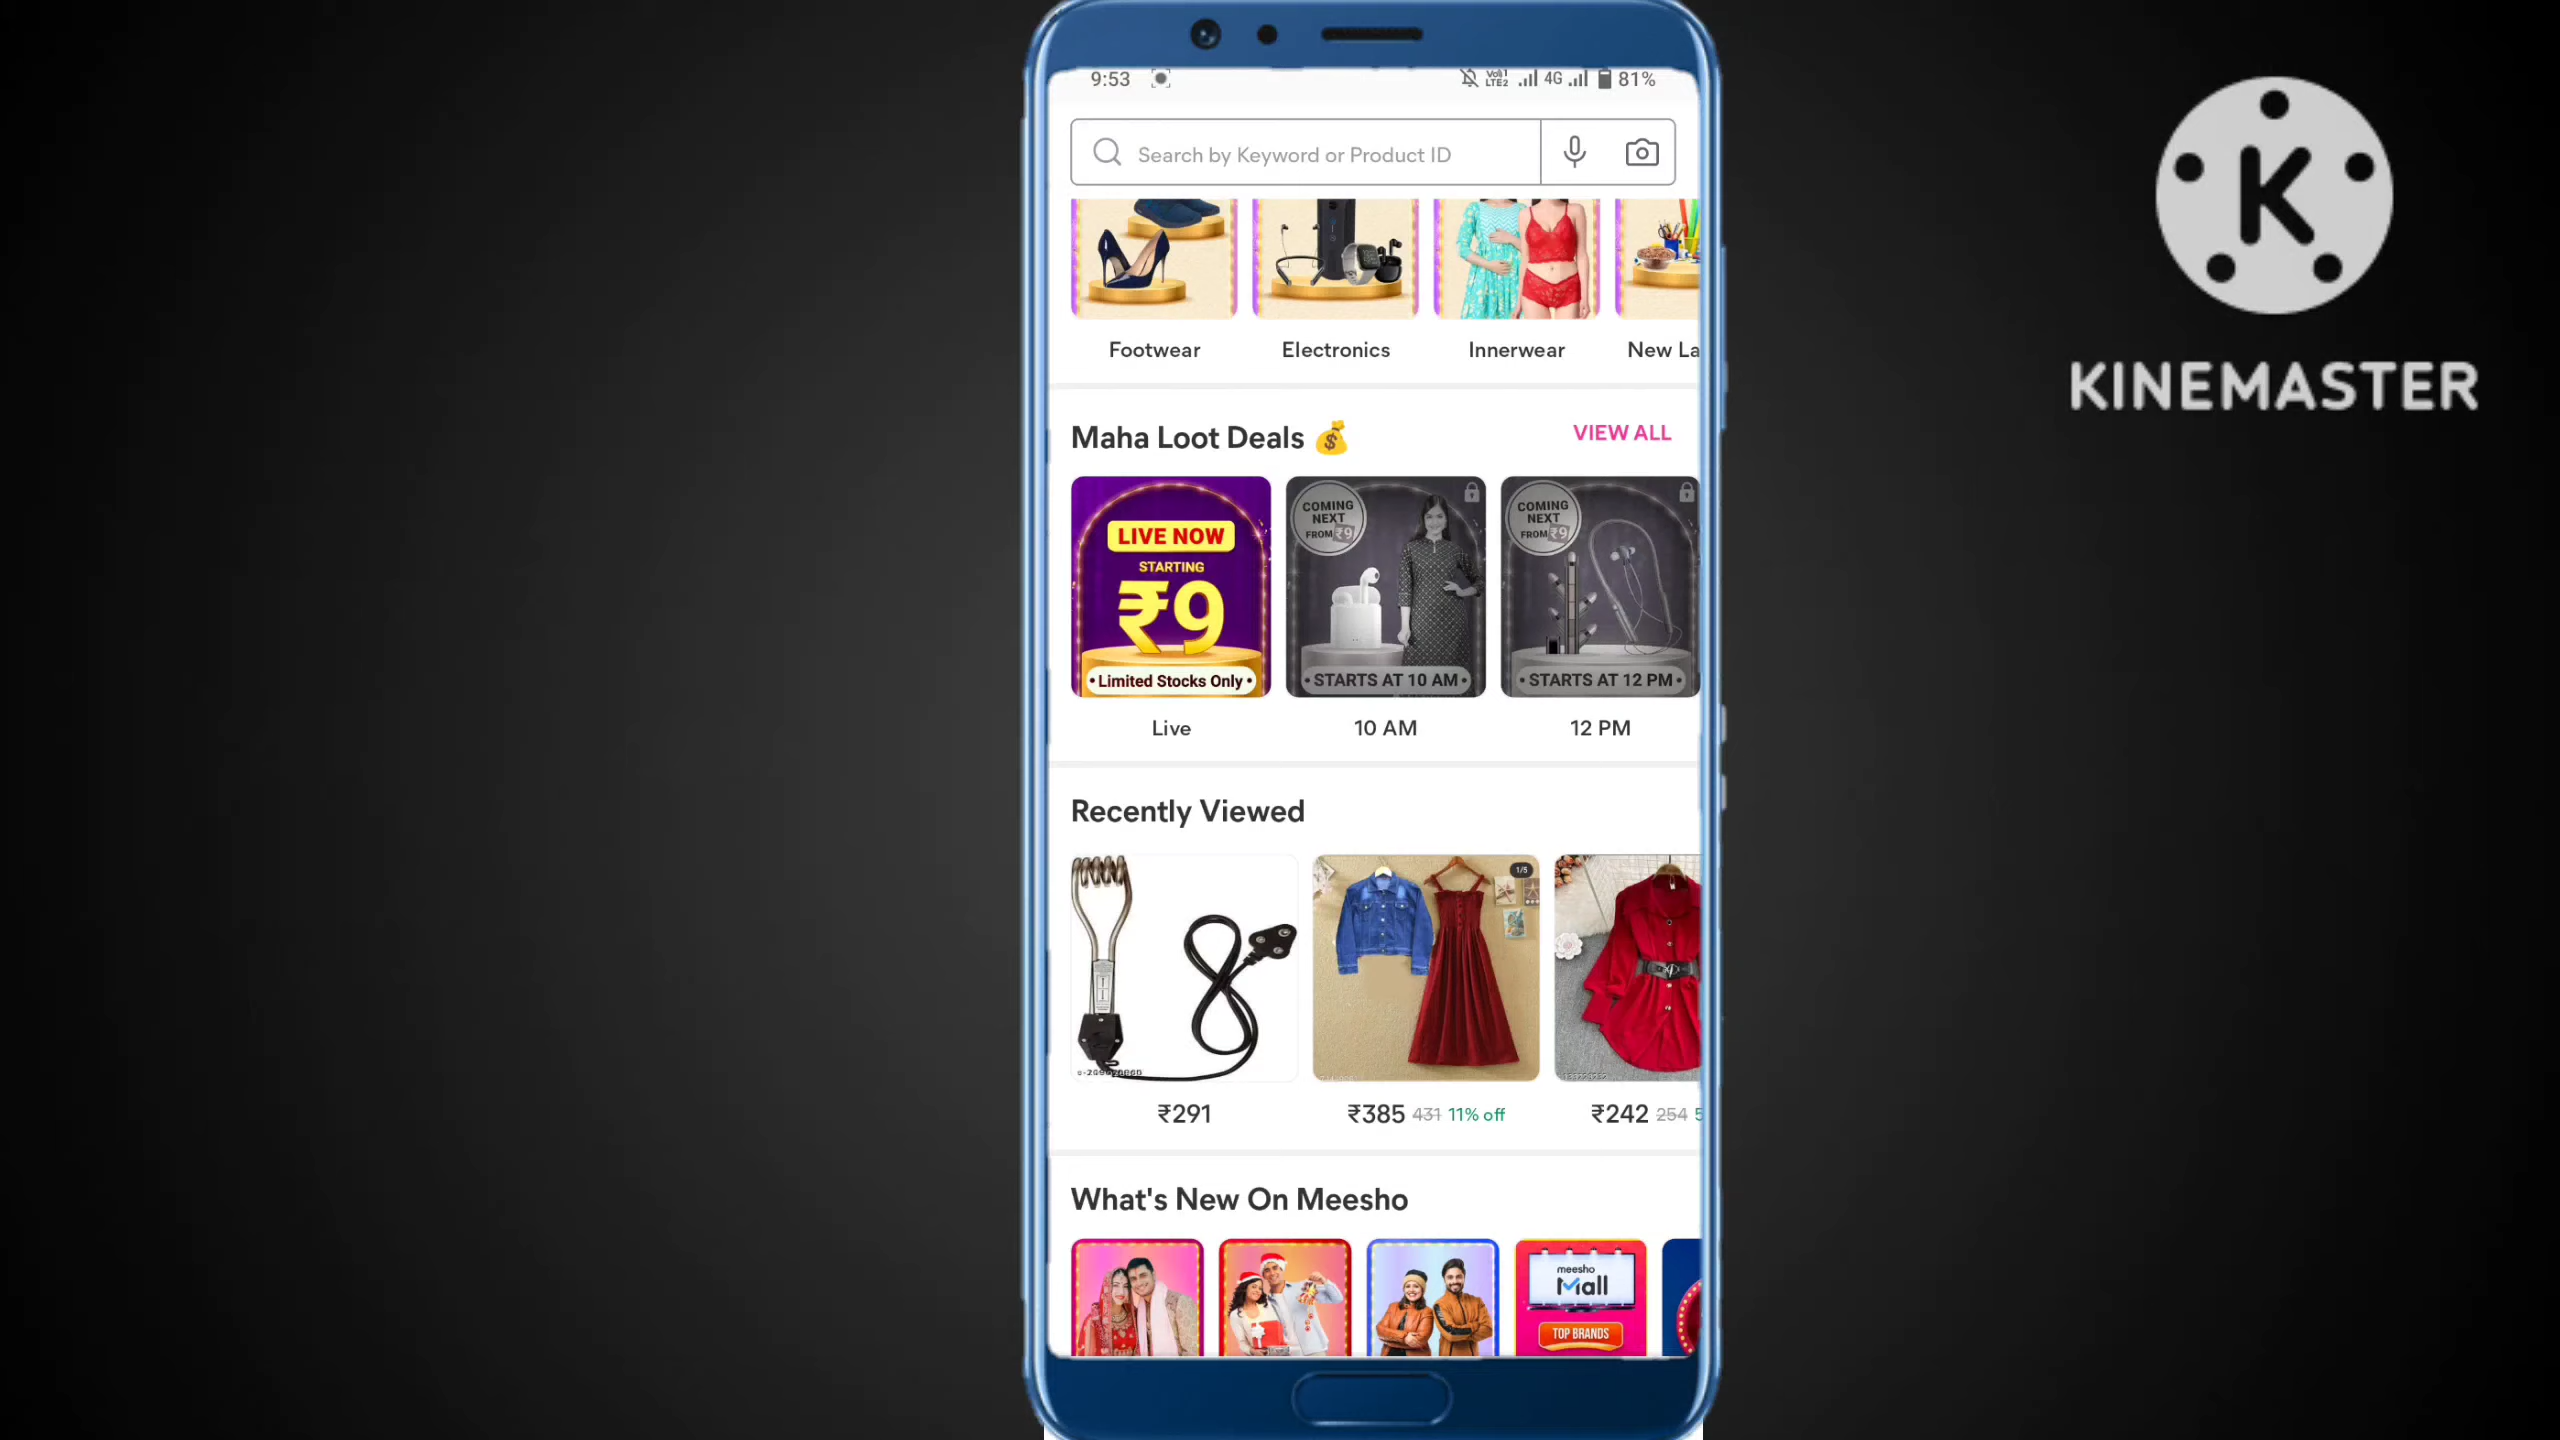 9:53
4G 81%
K
KINEMASTER
Search by Keyword or Product ID
Footwear
Electronics
Innerwear
New La
Maha Loot Deals 💰
VIEW ALL
LIVE NOW
STARTING
₹9
• Limited Stocks Only •
COMING
NEXT
FROM ₹9
• STARTS AT 10 AM •
COMING
NEXT
FROM ₹9
• STARTS AT 12 PM •
Live
10 AM
12 PM
Recently Viewed
1/5
₹291
₹385 431 11% off
₹242 254 5
What's New On Meesho
meesho
Mall
TOP BRANDS